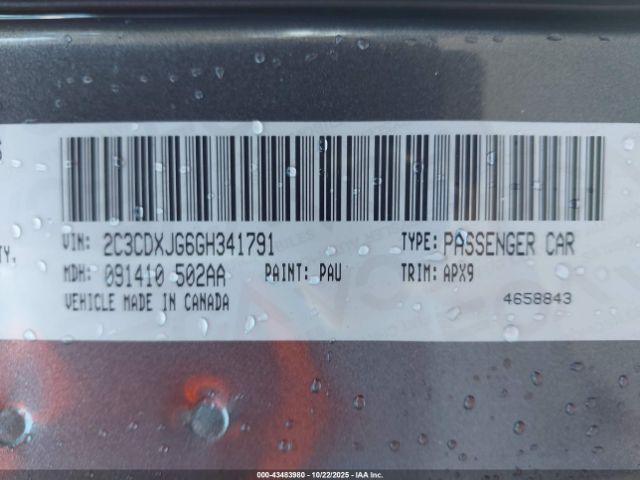 S
VIN: 2C3CDXJG6GH341791 TYPE: PASSENGER CAR
TY,
MDH: 091410 502AA PAINT: PAU TRIM: APX9
VEHICLE MADE IN CANADA 4658843
000-43483980 - 10/22/2025 - IAA Inc.